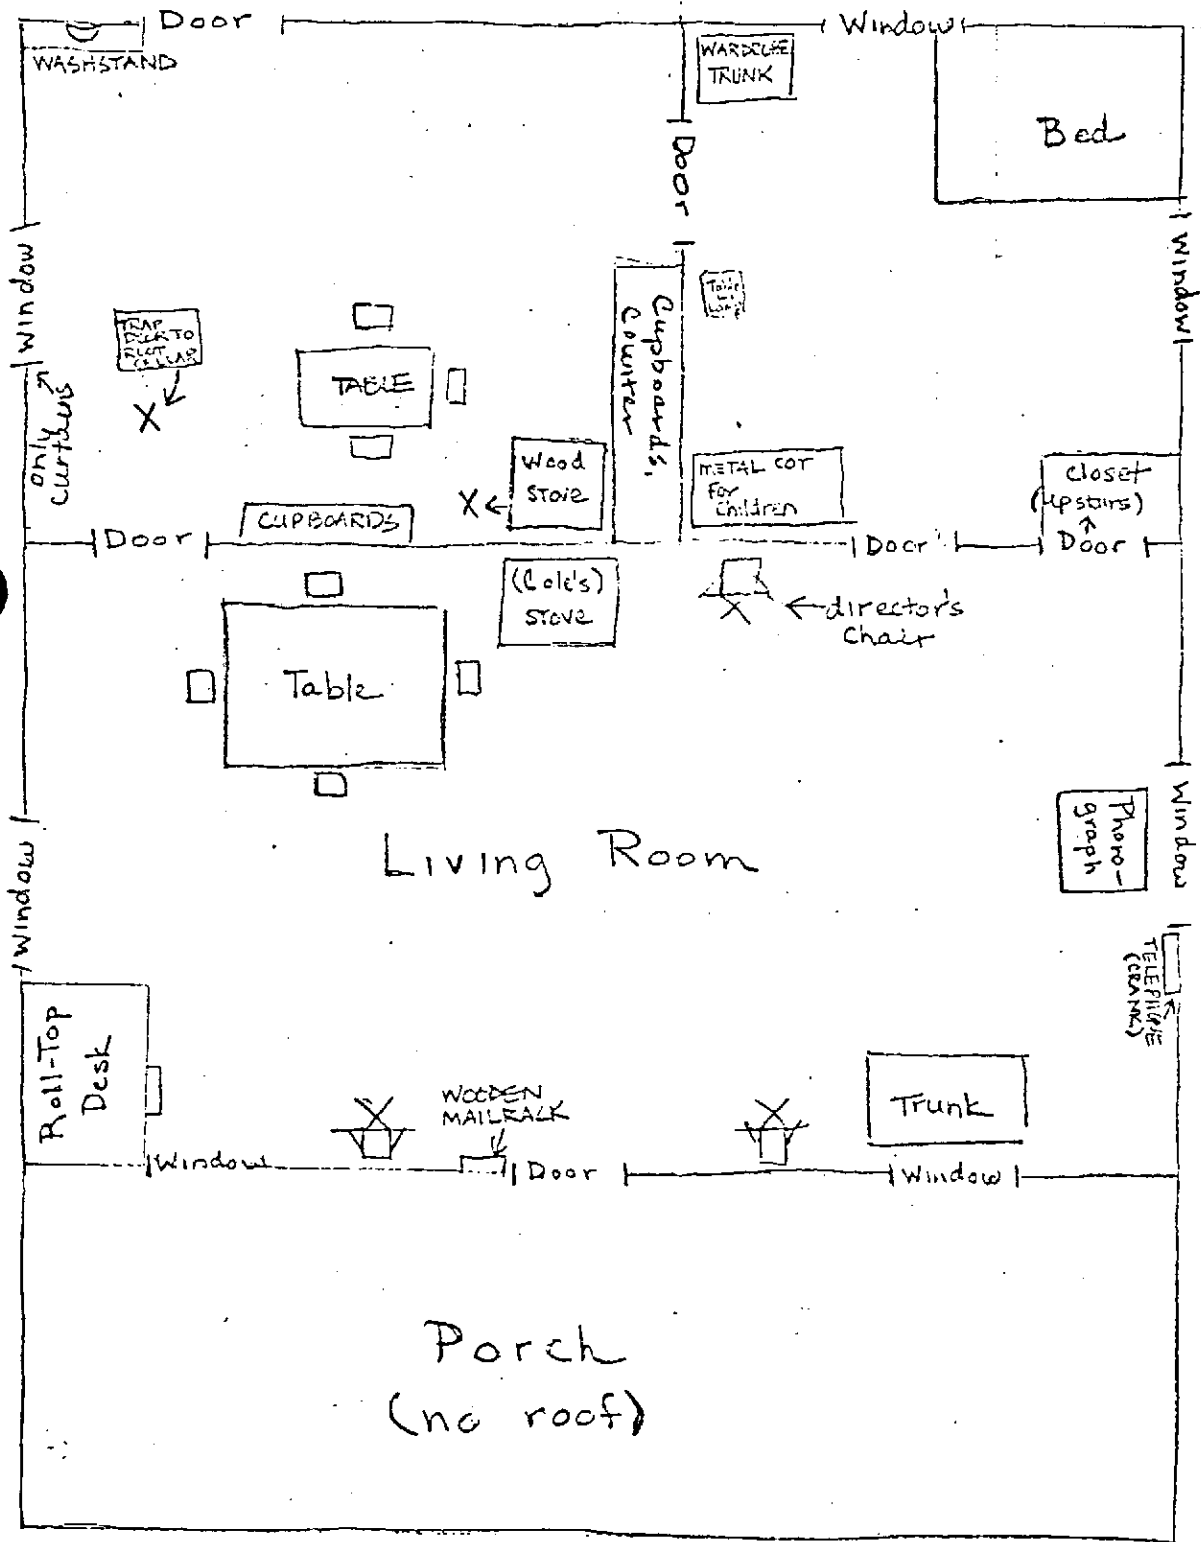 Door
Window
WASHSTAND
WARDROBE
TRUNK
Bed
Door
Window
Window
only
curtains
TRAP
DOOR TO
ROOT
CELLAR
X
TABLE
Cupboards,
Counter
Table
Wood
Stove
X
METAL COT
For
Children
closet
(upstairs)
CUPBOARDS
Door
Door
Door
(Cole's)
STOVE
X
director's
Chair
Table
Living Room
Window
Window
Phono-
graph
TELEPHONE
(CRANK)
Roll-Top
Desk
X
WOODEN
MAILRACK
X
Trunk
Window
Door
Window
Porch
(no roof)